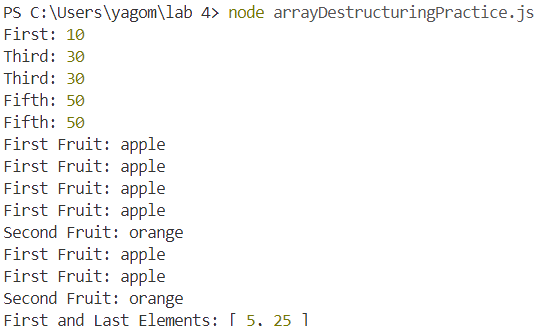 PS C:\Users\yagom\lab 4> node arrayDestructuringPractice.js
First: 10
Third: 30
Third: 30
Fifth: 50
Fifth: 50
First Fruit: apple
First Fruit: apple
First Fruit: apple
First Fruit: apple
Second Fruit: orange
First Fruit: apple
First Fruit: apple
Second Fruit: orange
First and Last Elements: [ 5, 25 ]